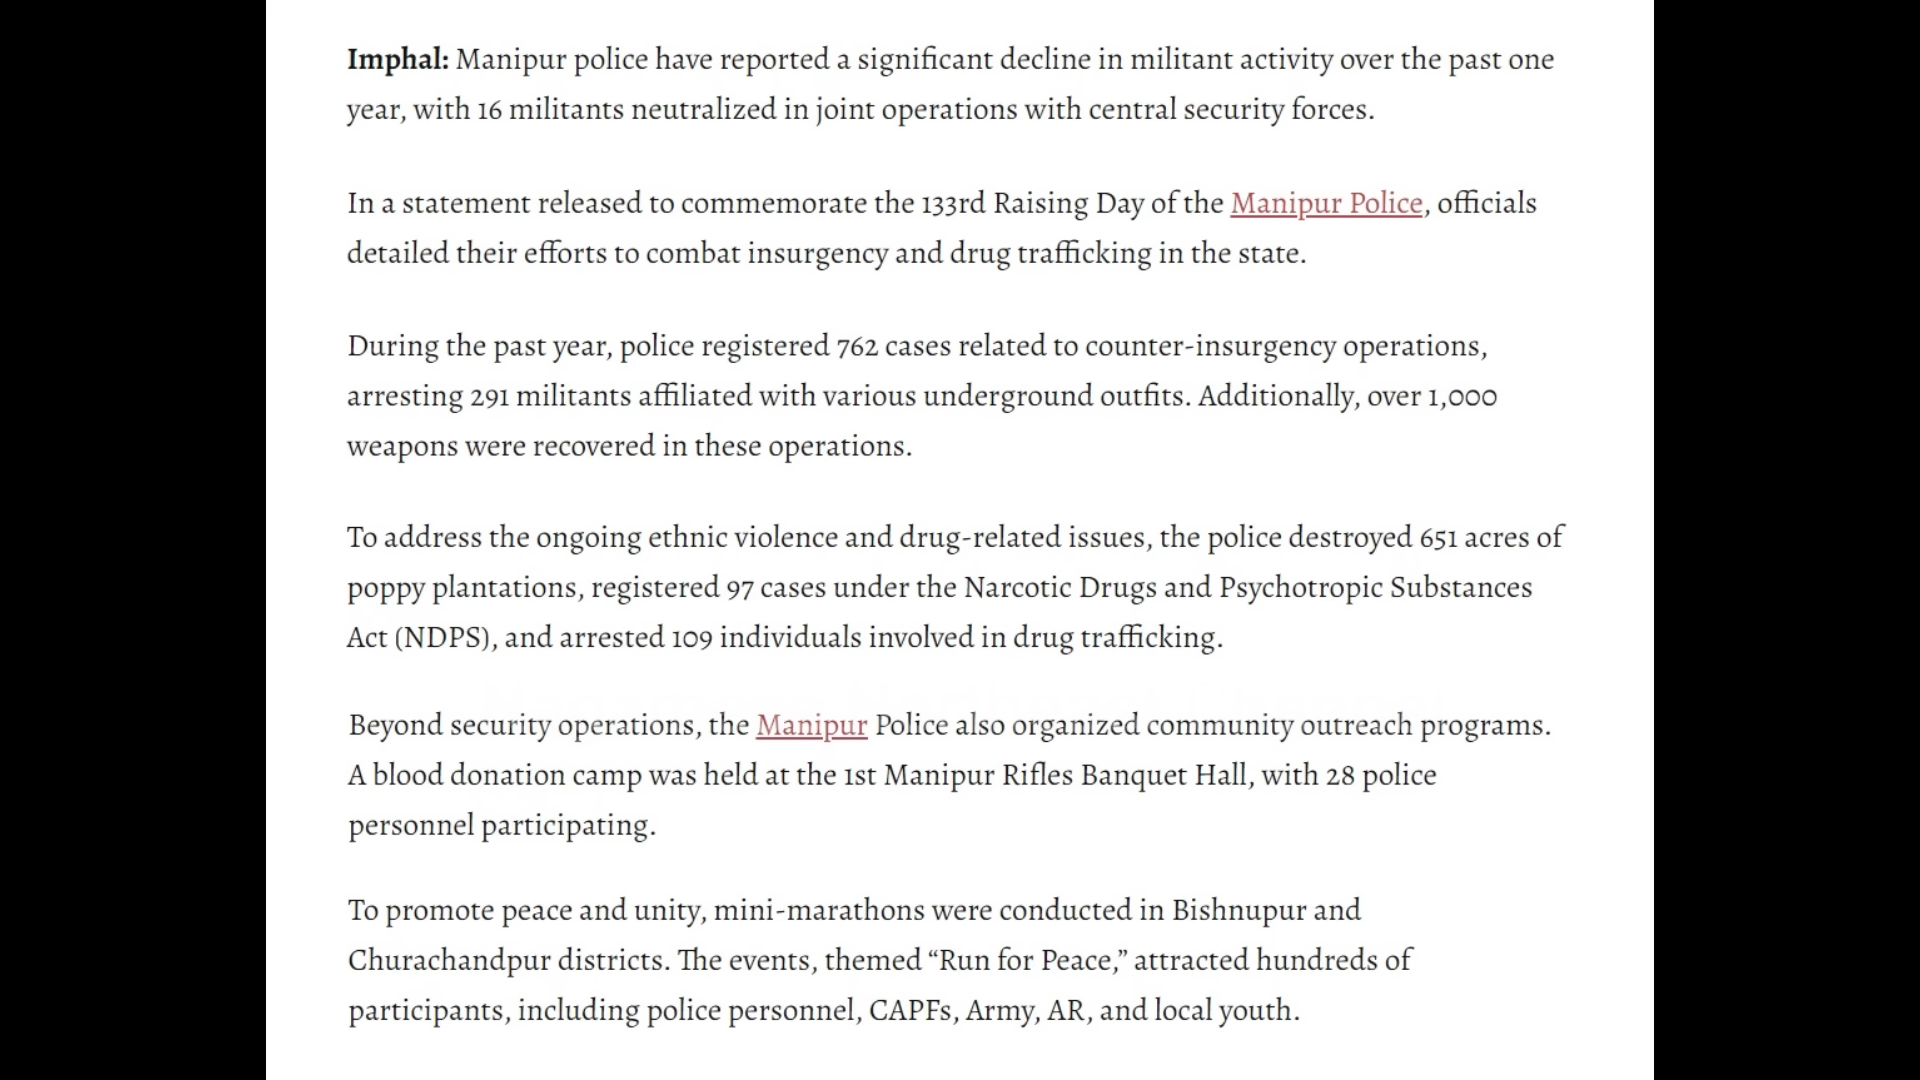 Imphal: Manipur police have reported a significant decline in militant activity over the past one
year, with 16 militants neutralized in joint operations with central security forces.
In a statement released to commemorate the 133rd Raising Day of the Manipur Police, officials
detailed their efforts to combat insurgency and drug trafficking in the state.
During the past year, police registered 762 cases related to counter-insurgency operations,
arresting 291 militants affiliated with various underground outfits. Additionally, over 1,000
weapons were recovered in these operations.
To address the ongoing ethnic violence and drug-related issues, the police destroyed 651 acres of
poppy plantations, registered 97 cases under the Narcotic Drugs and Psychotropic Substances
Act (NDPS), and arrested 109 individuals involved in drug trafficking.
Beyond security operations, the Manipur Police also organized community outreach programs.
A blood donation camp was held at the 1st Manipur Rifles Banquet Hall, with 28 police
personnel participating.
To promote peace and unity, mini-marathons were conducted in Bishnupur and
Churachandpur districts. The events, themed “Run for Peace,” attracted hundreds of
participants, including police personnel, CAPFs, Army, AR, and local youth.